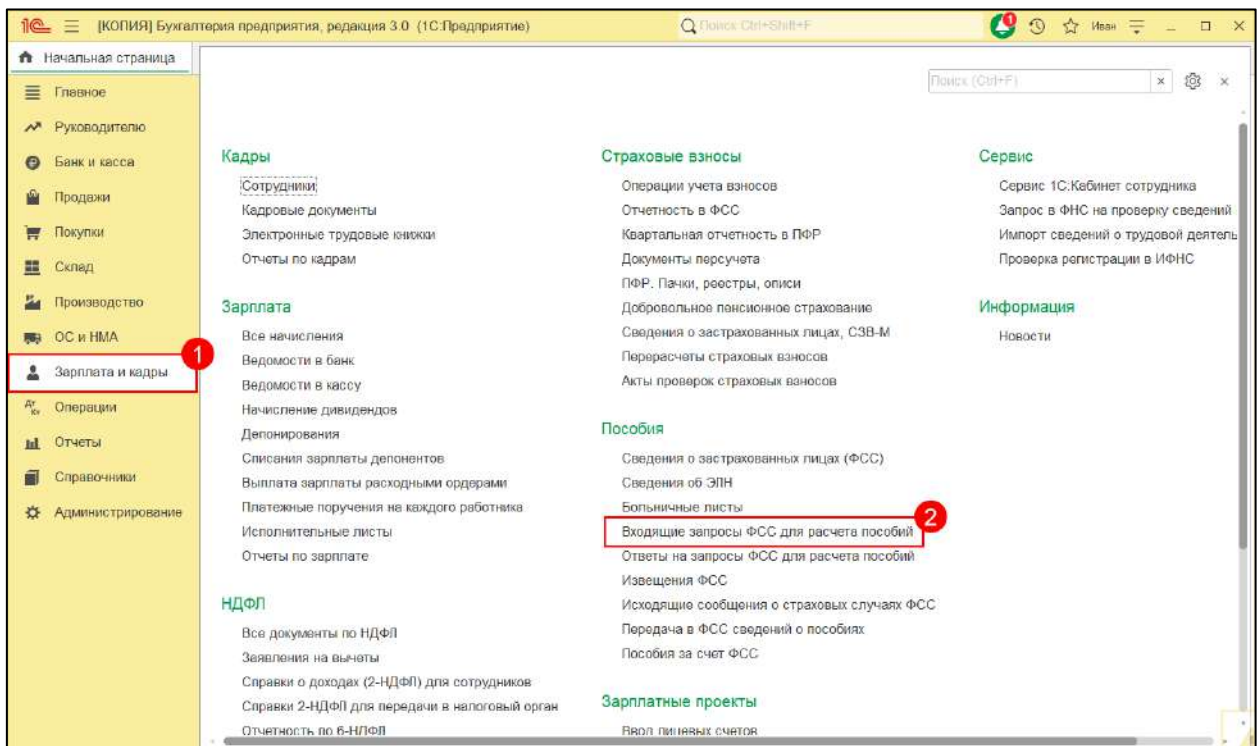 1С [КОПИЯ] Бухгалтерия предприятия, редакция 3.0 (1С:Предприятие) Поиск Ctrl+Shift+F 9 Иван
Начальная страница
Поиск (Ctrl+F)
Главное
Руководителю
Банк и касса
Продажи
Покупки
Склад
Производство
ОС и НМА
1
Зарплата и кадры
Операции
Отчеты
Справочники
Администрирование
Кадры
Сотрудники
Кадровые документы
Электронные трудовые книжки
Отчеты по кадрам
Зарплата
Все начисления
Ведомости в банк
Ведомости в кассу
Начисление дивидендов
Депонирования
Списания зарплаты депонентов
Выплата зарплаты расходными ордерами
Платежные поручения на каждого работника
Исполнительные листы
Отчеты по зарплате
НДФЛ
Все документы по НДФЛ
Заявления на вычеты
Справки о доходах (2-НДФЛ) для сотрудников
Справки 2-НДФЛ для передачи в налоговый орган
Отчетность по 6-НДФЛ
Страховые взносы
Операции учета взносов
Отчетность в ФСС
Квартальная отчетность в ПФР
Документы персучета
ПФР. Пачки, реестры, описи
Добровольное пенсионное страхование
Сведения о застрахованных лицах, СЗВ-М
Перерасчеты страховых взносов
Акты проверок страховых взносов
Пособия
Сведения о застрахованных лицах (ФСС)
Сведения об ЭЛН
Больничные листы
2
Входящие запросы ФСС для расчета пособий
Ответы на запросы ФСС для расчета пособий
Извещения ФСС
Исходящие сообщения о страховых случаях ФСС
Передача в ФСС сведений о пособиях
Пособия за счет ФСС
Зарплатные проекты
Ввод лицевых счетов
Сервис
Сервис 1С:Кабинет сотрудника
Запрос в ФНС на проверку сведений
Импорт сведений о трудовой деятель
Проверка регистрации в ИФНС
Информация
Новости